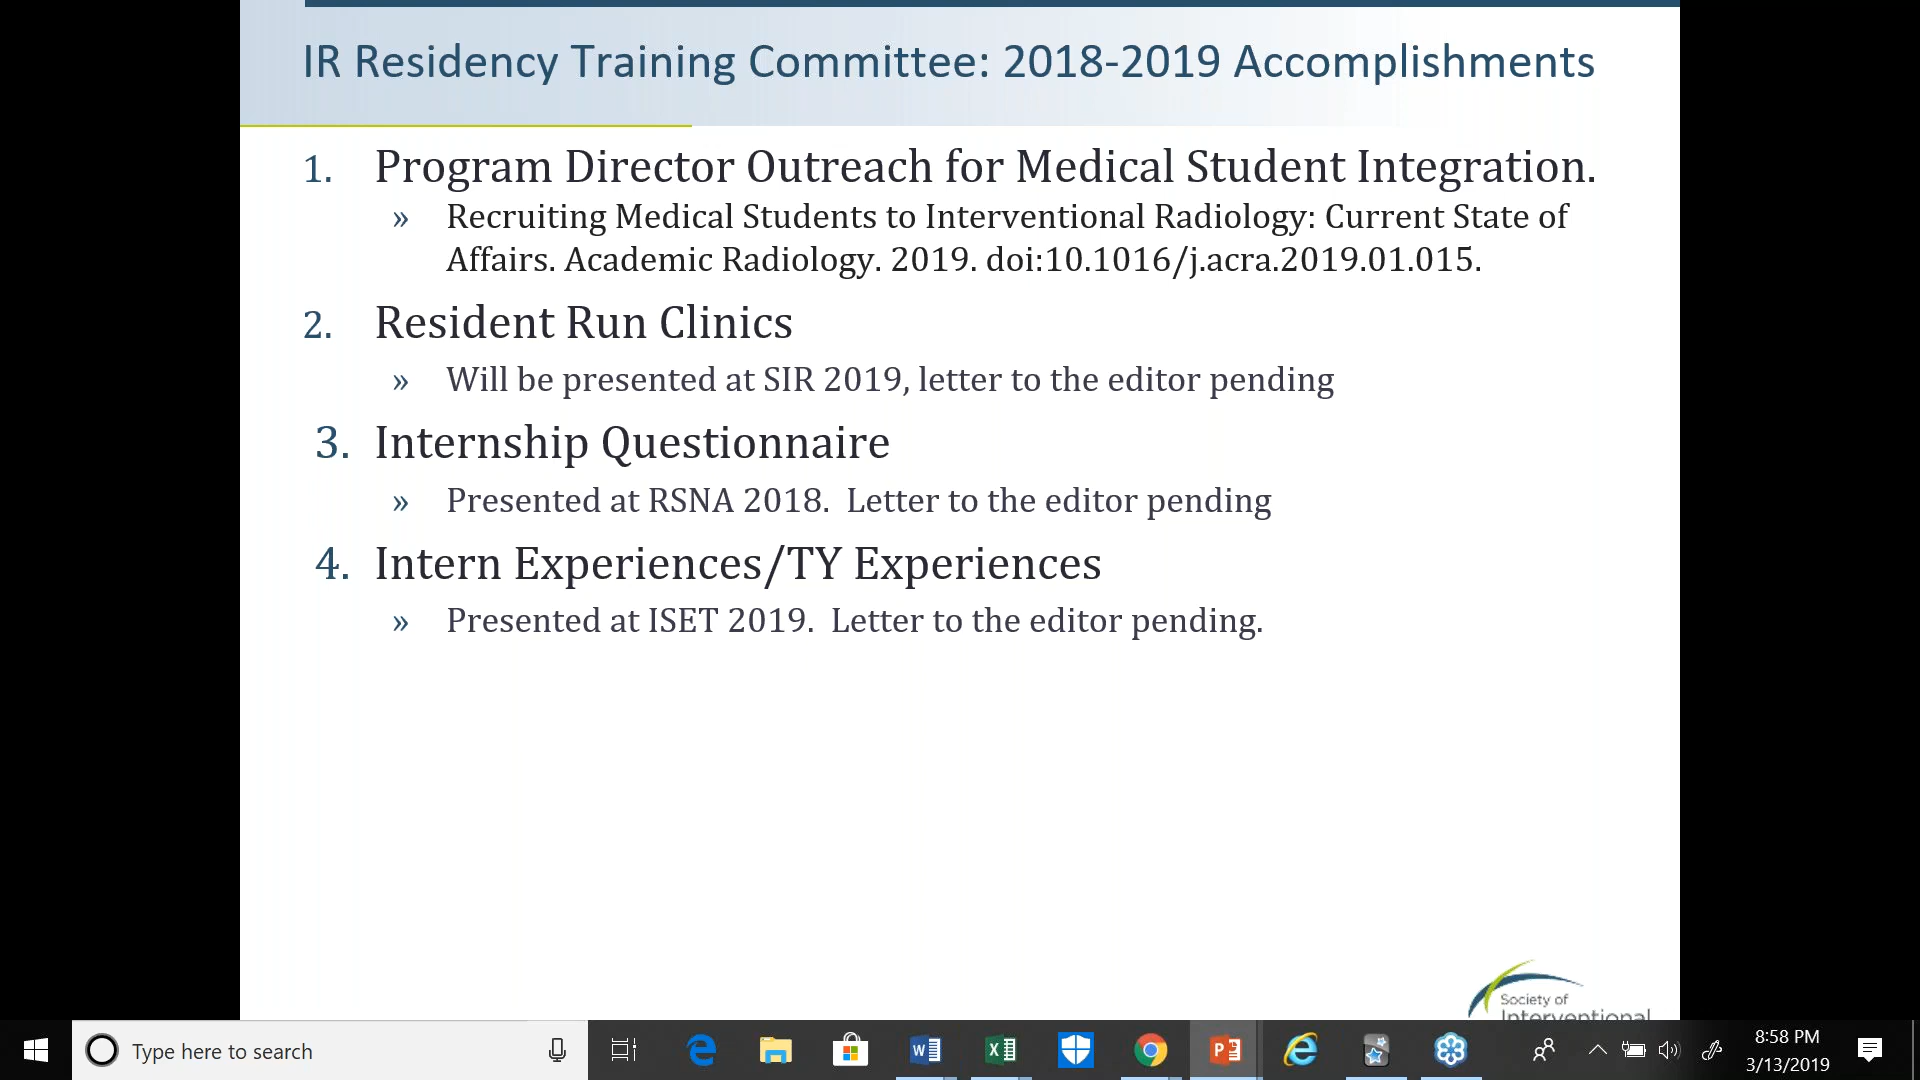 IR Residency Training Committee: 2018-2019 Accomplishments
1. Program Director Outreach for Medical Student Integration.
» Recruiting Medical Students to Interventional Radiology: Current State of
Affairs. Academic Radiology. 2019. doi:10.1016/j.acra.2019.01.015.
2. Resident Run Clinics
» Will be presented at SIR 2019, letter to the editor pending
3. Internship Questionnaire
» Presented at RSNA 2018.  Letter to the editor pending
4. Intern Experiences/TY Experiences
» Presented at ISET 2019.  Letter to the editor pending.
Society of
Interventional
Type here to search
8:58 PM
3/13/2019